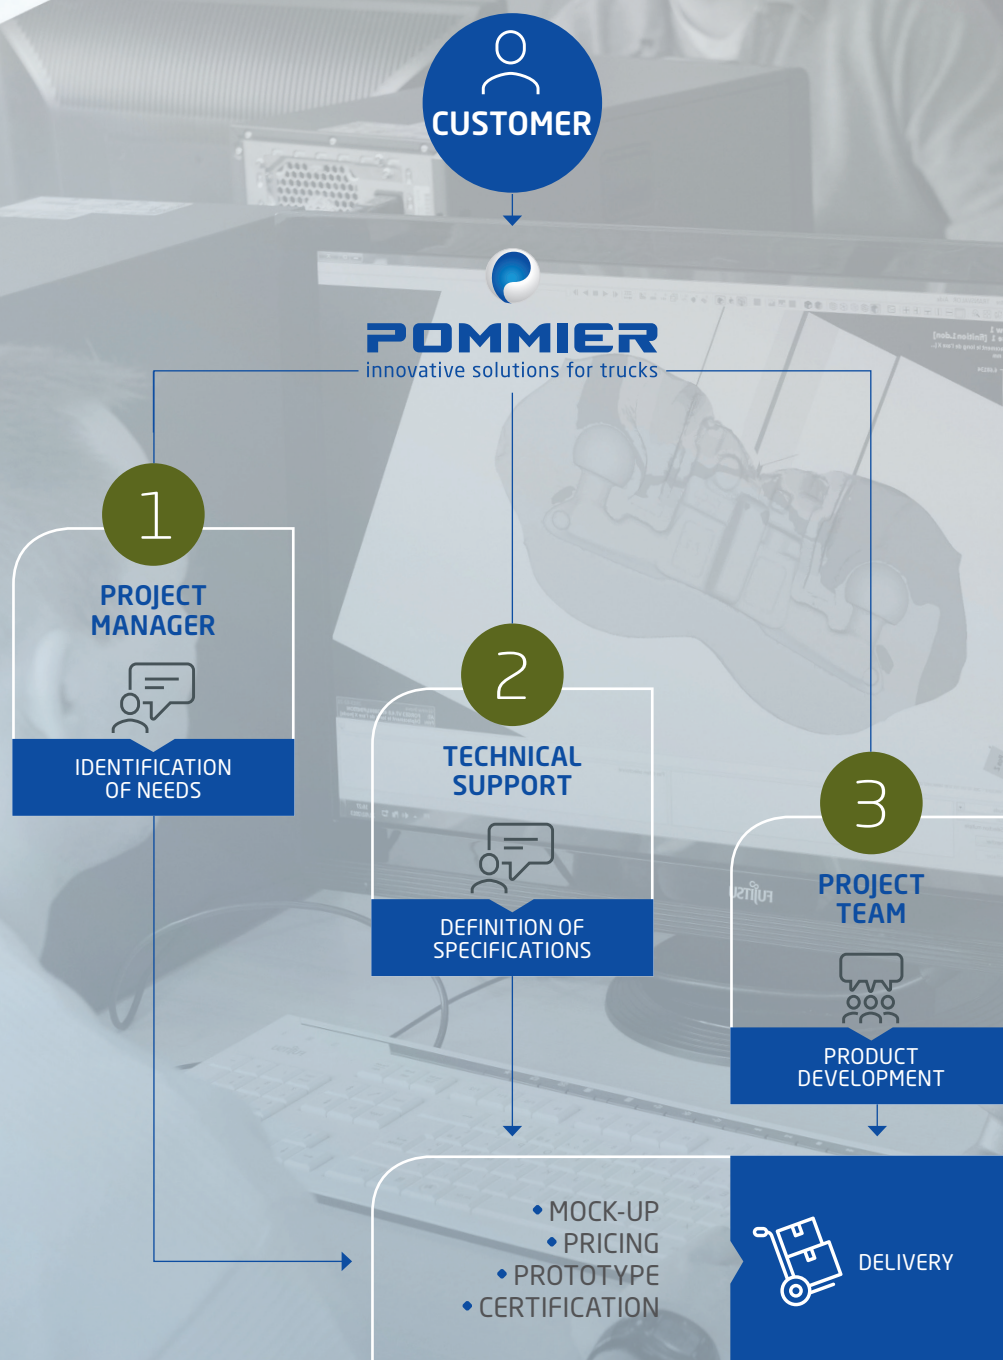 CUSTOMER
POMMIER
innovative solutions for trucks
1
PROJECT
MANAGER
IDENTIFICATION
OF NEEDS
2
TECHNICAL
SUPPORT
DEFINITION OF
SPECIFICATIONS
3
PROJECT
TEAM
PRODUCT
DEVELOPMENT
FUJITSU
• MOCK-UP
• PRICING
• PROTOTYPE
• CERTIFICATION
DELIVERY